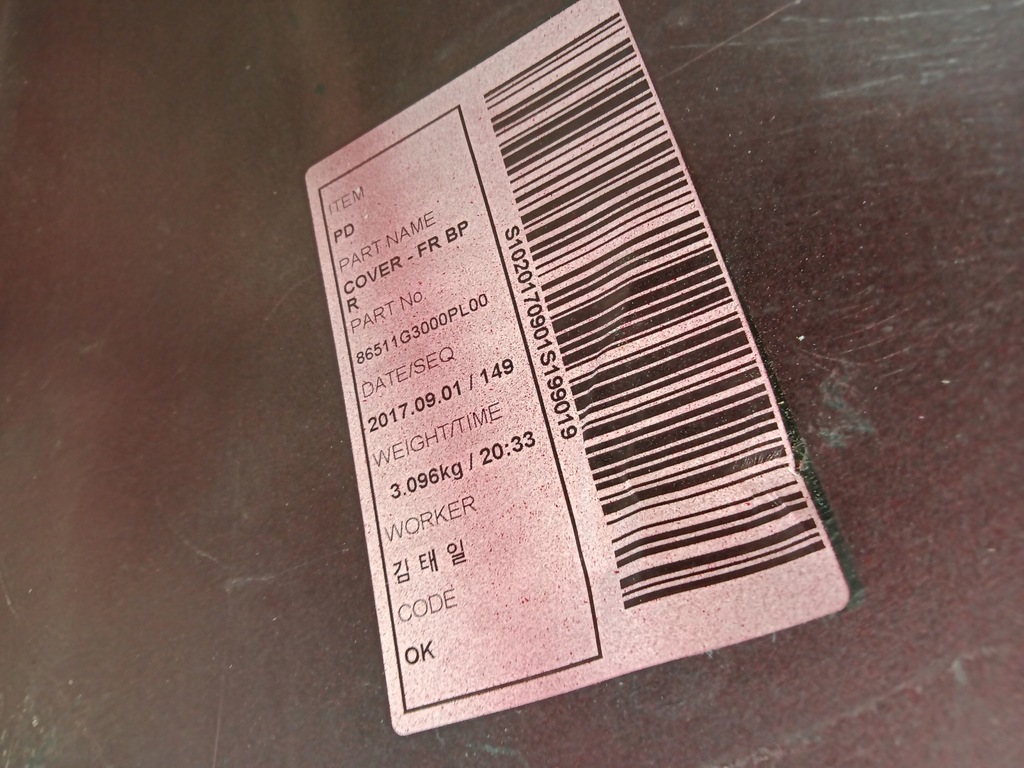 ITEM
PD
PART NAME
COVER - FR BP
R
PART No.
86511G3000PL00
DATE/SEQ
2017.09.01 / 149
WEIGHT/TIME
3.096kg / 20:33
WORKER
김 태 일
CODE
OK
S1020170901S199019